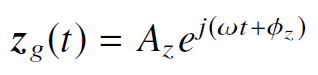 z_g(t) = A_z e^{j(ωt+ϕ_z)}